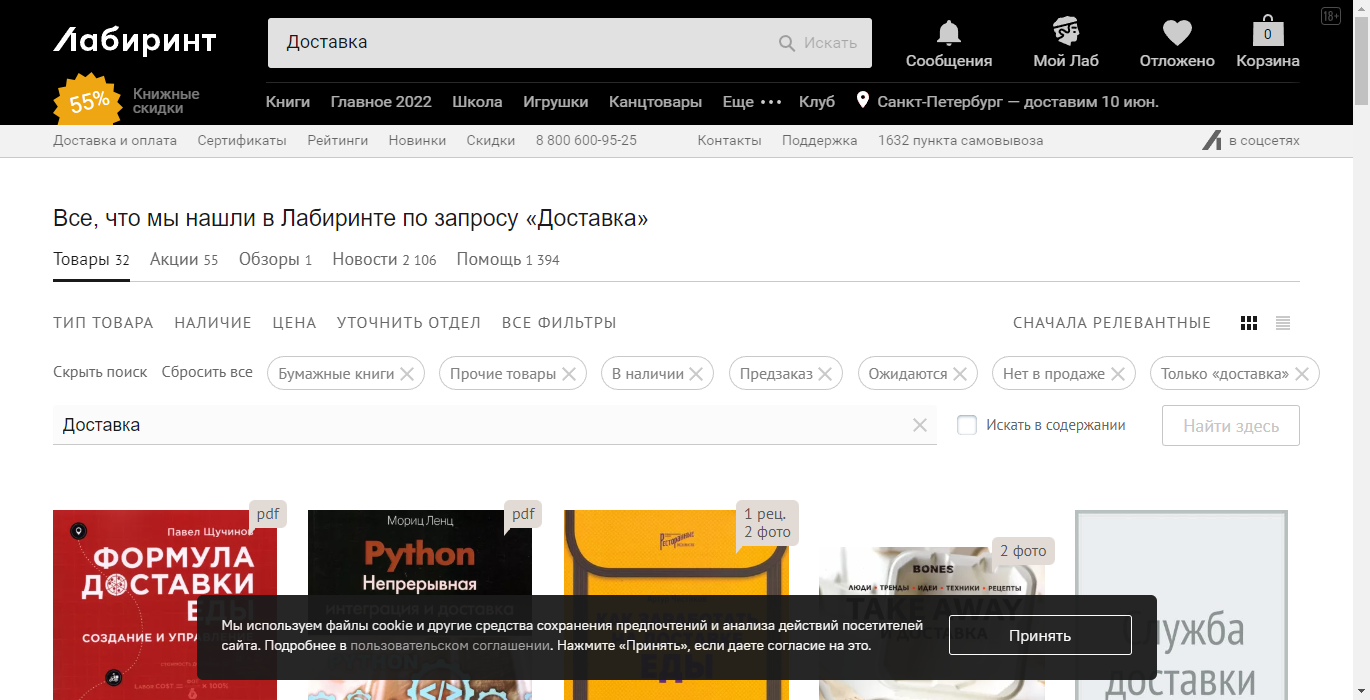 18+
Лабиринт
Доставка
Искать
Сообщения
Мой Лаб
Отложено
0
Корзина
55%
Книжные
скидки
Книги Главное 2022 Школа Игрушки Канцтовары Еще ••• Клуб Санкт-Петербург — доставим 10 июн.
Доставка и оплата Сертификаты Рейтинги Новинки Скидки 8 800 600-95-25 Контакты Поддержка 1632 пункта самовывоза в соцсетях
Все, что мы нашли в Лабиринте по запросу «Доставка»
Товары 32 Акции 55 Обзоры 1 Новости 2 106 Помощь 1 394
ТИП ТОВАРА НАЛИЧИЕ ЦЕНА УТОЧНИТЬ ОТДЕЛ ВСЕ ФИЛЬТРЫ СНАЧАЛА РЕЛЕВАНТНЫЕ
Скрыть поиск Сбросить все Бумажные книги Прочие товары В наличии Предзаказ Ожидаются Нет в продаже Только «доставка»
Доставка
Искать в содержании
Найти здесь
pdf
Павел Щучинов
ФОРМУЛА
ДОСТАВКИ
ЕДЫ
СОЗДАНИЕ И УПРАВЛЕНИЕ
pdf
Мориц Ленц
Python
Непрерывная
интеграция и доставка
1 рец.
2 фото
ДОСТАВКА
ЕДЫ
2 фото
BONES
ЛЮДИ • ТРЕНДЫ • ИДЕИ • ТЕХНИКИ • РЕЦЕПТЫ
TAKE AWAY
И ДОСТАВКА
Служба
доставки
Мы используем файлы cookie и другие средства сохранения предпочтений и анализа действий посетителей
сайта. Подробнее в пользовательском соглашении. Нажмите «Принять», если даете согласие на это.
Принять